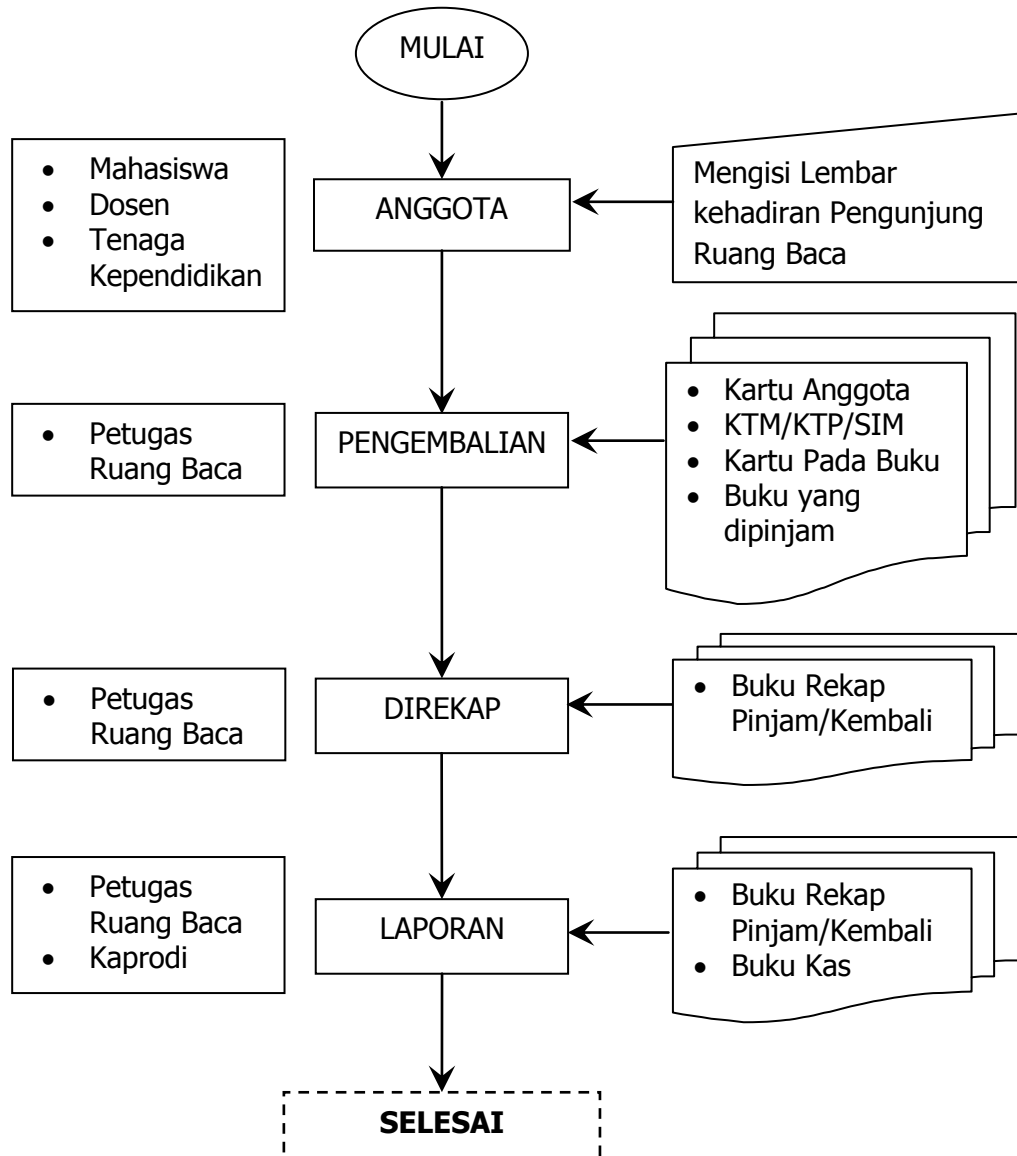 MULAI
• Mahasiswa
• Dosen
• Tenaga
Kependidikan
ANGGOTA
Mengisi Lembar
kehadiran Pengunjung
Ruang Baca
• Petugas
Ruang Baca
PENGEMBALIAN
• Kartu Anggota
• KTM/KTP/SIM
• Kartu Pada Buku
• Buku yang
dipinjam
• Petugas
Ruang Baca
DIREKAP
• Buku Rekap
Pinjam/Kembali
• Petugas
Ruang Baca
• Kaprodi
LAPORAN
• Buku Rekap
Pinjam/Kembali
• Buku Kas
SELESAI